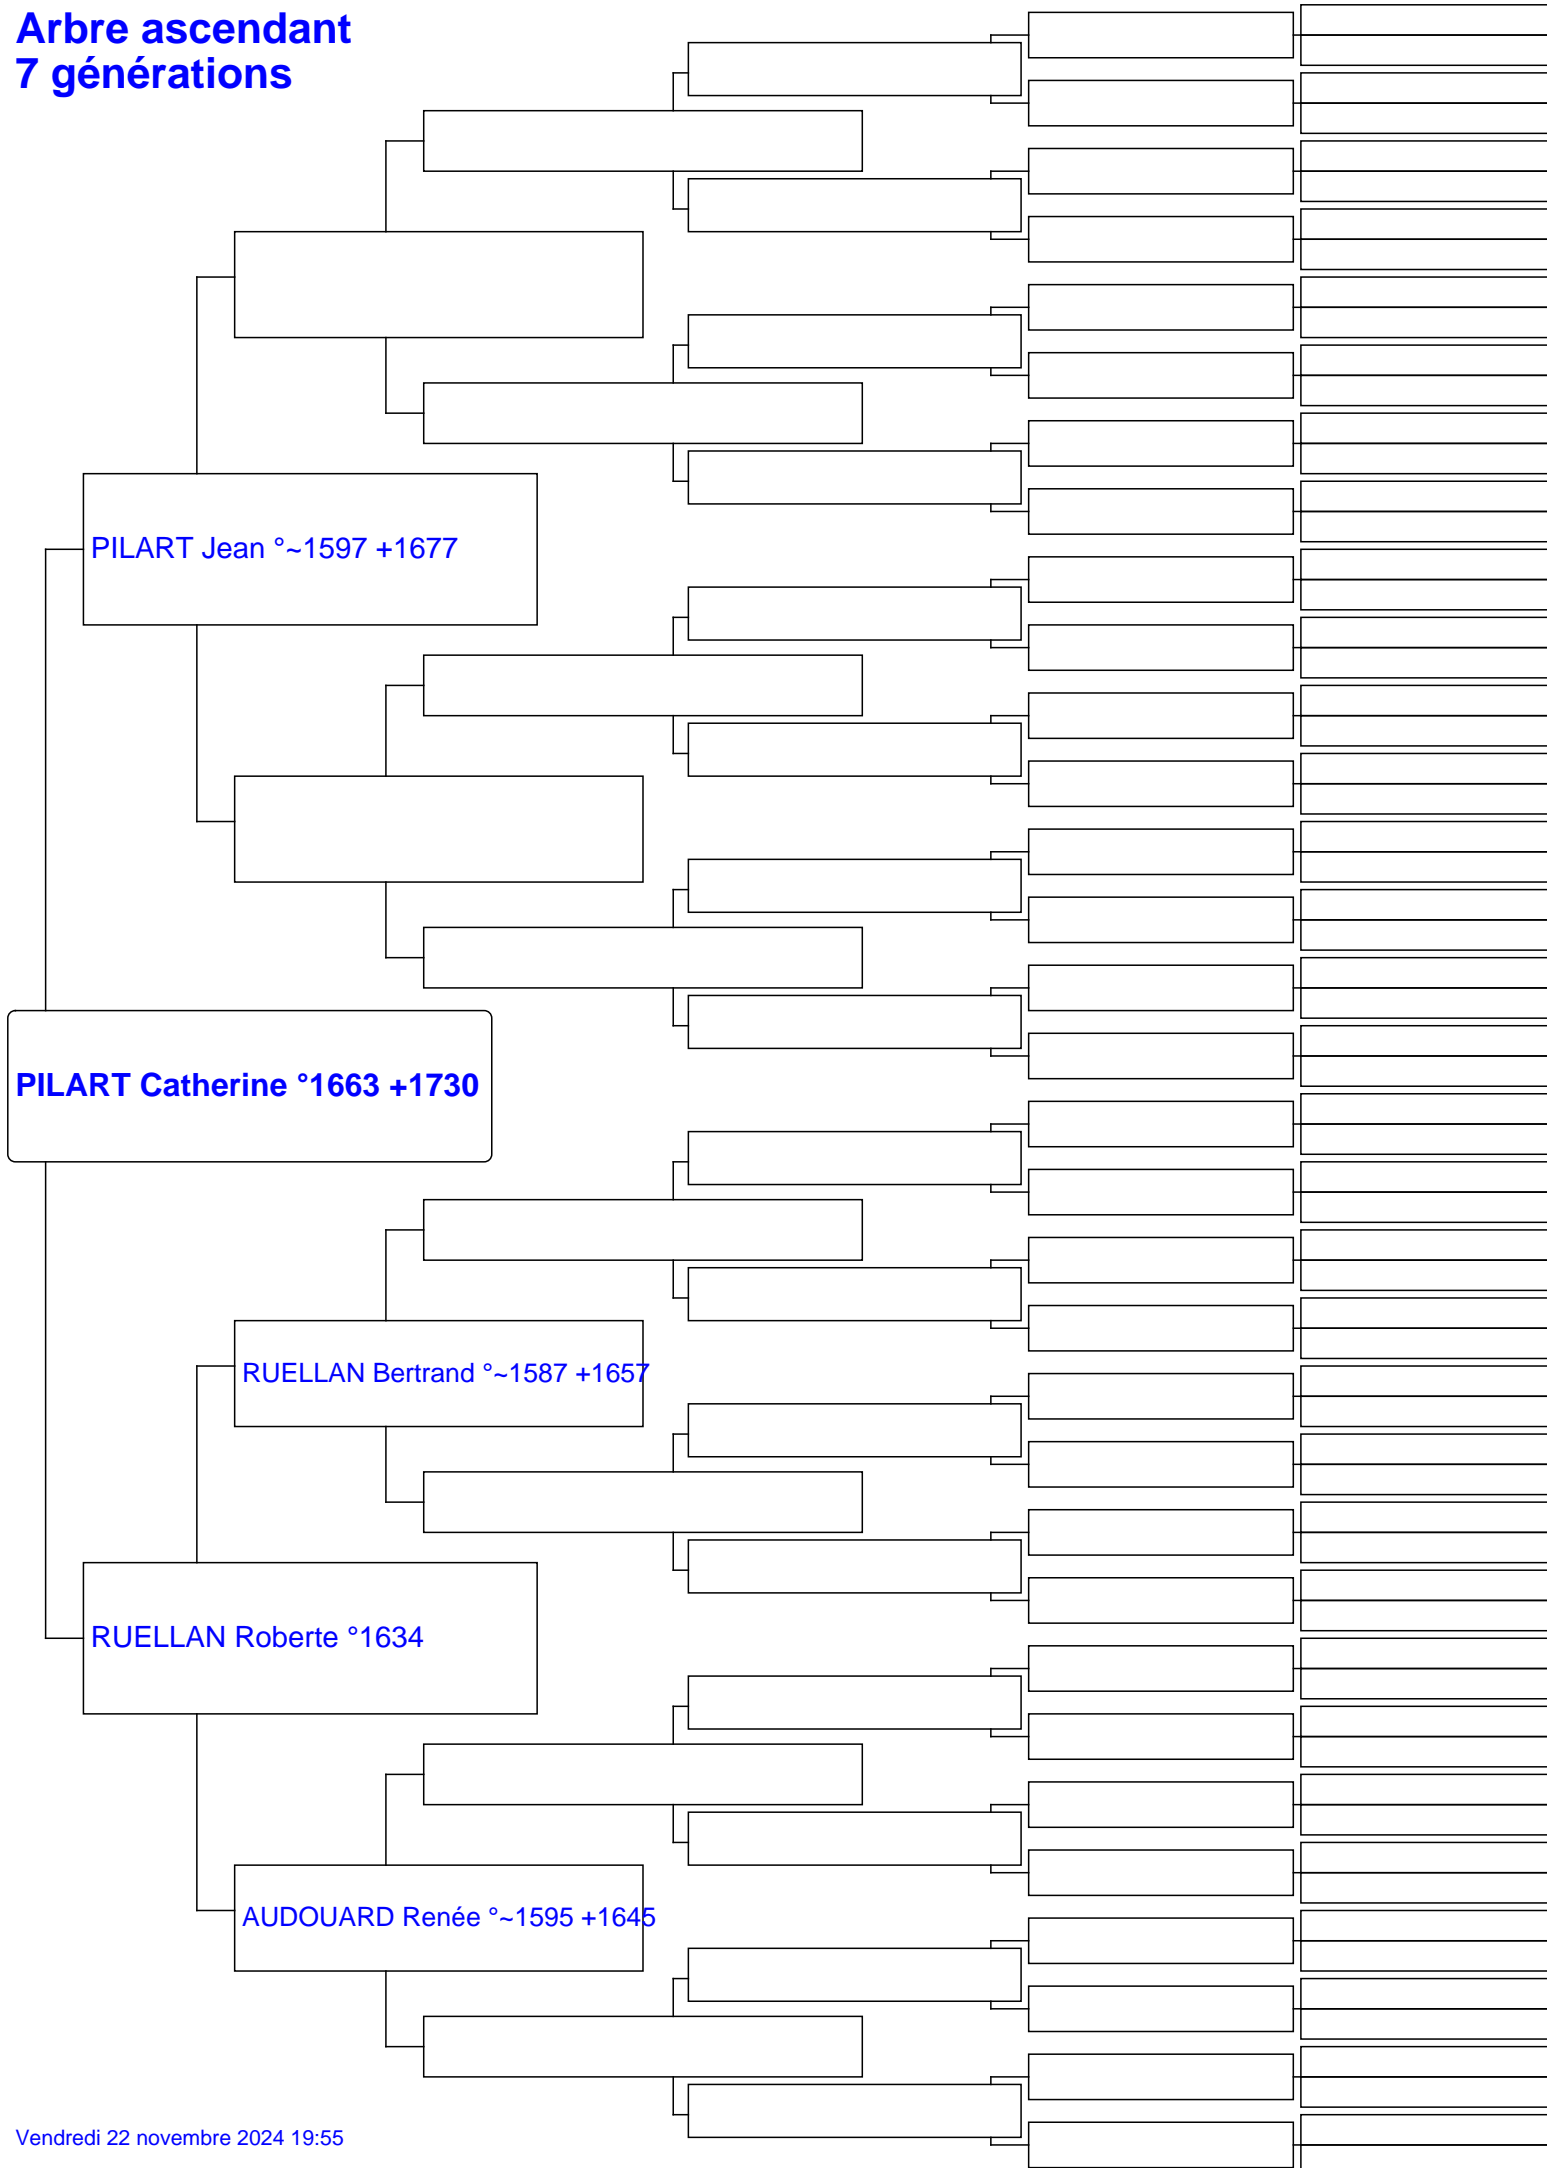 Arbre ascendant
7 générations
PILART Jean °~1597 +1677
PILART Catherine °1663 +1730
RUELLAN Bertrand °~1587 +1657
RUELLAN Roberte °1634
AUDOUARD Renée °~1595 +1645
Vendredi 22 novembre 2024 19:55